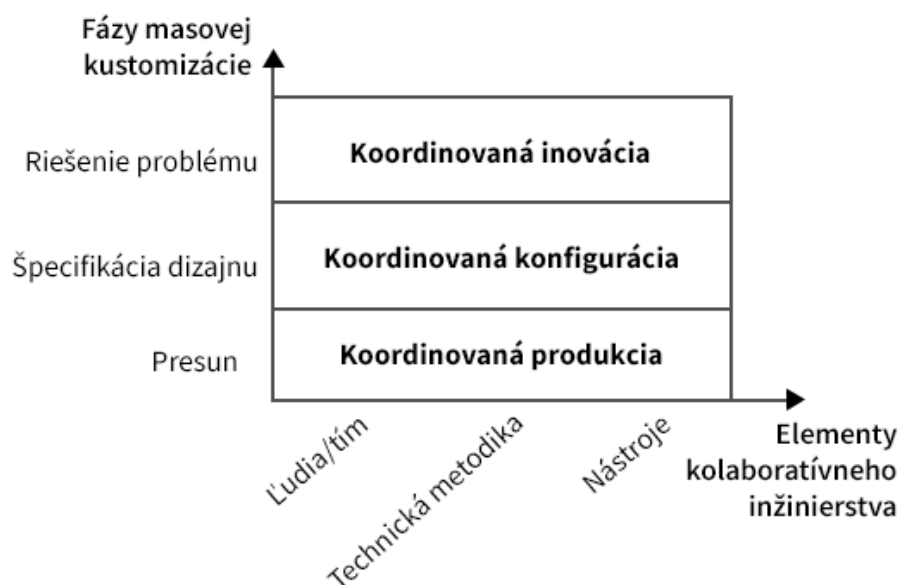 Fázy masovej
kustomizácie
Riešenie problému
Koordinovaná inovácia
Špecifikácia dizajnu
Koordinovaná konfigurácia
Presun
Koordinovaná produkcia
Ľudia/tím
Technická metodika
Nástroje
Elementy
kolaboratívneho
inžinierstva